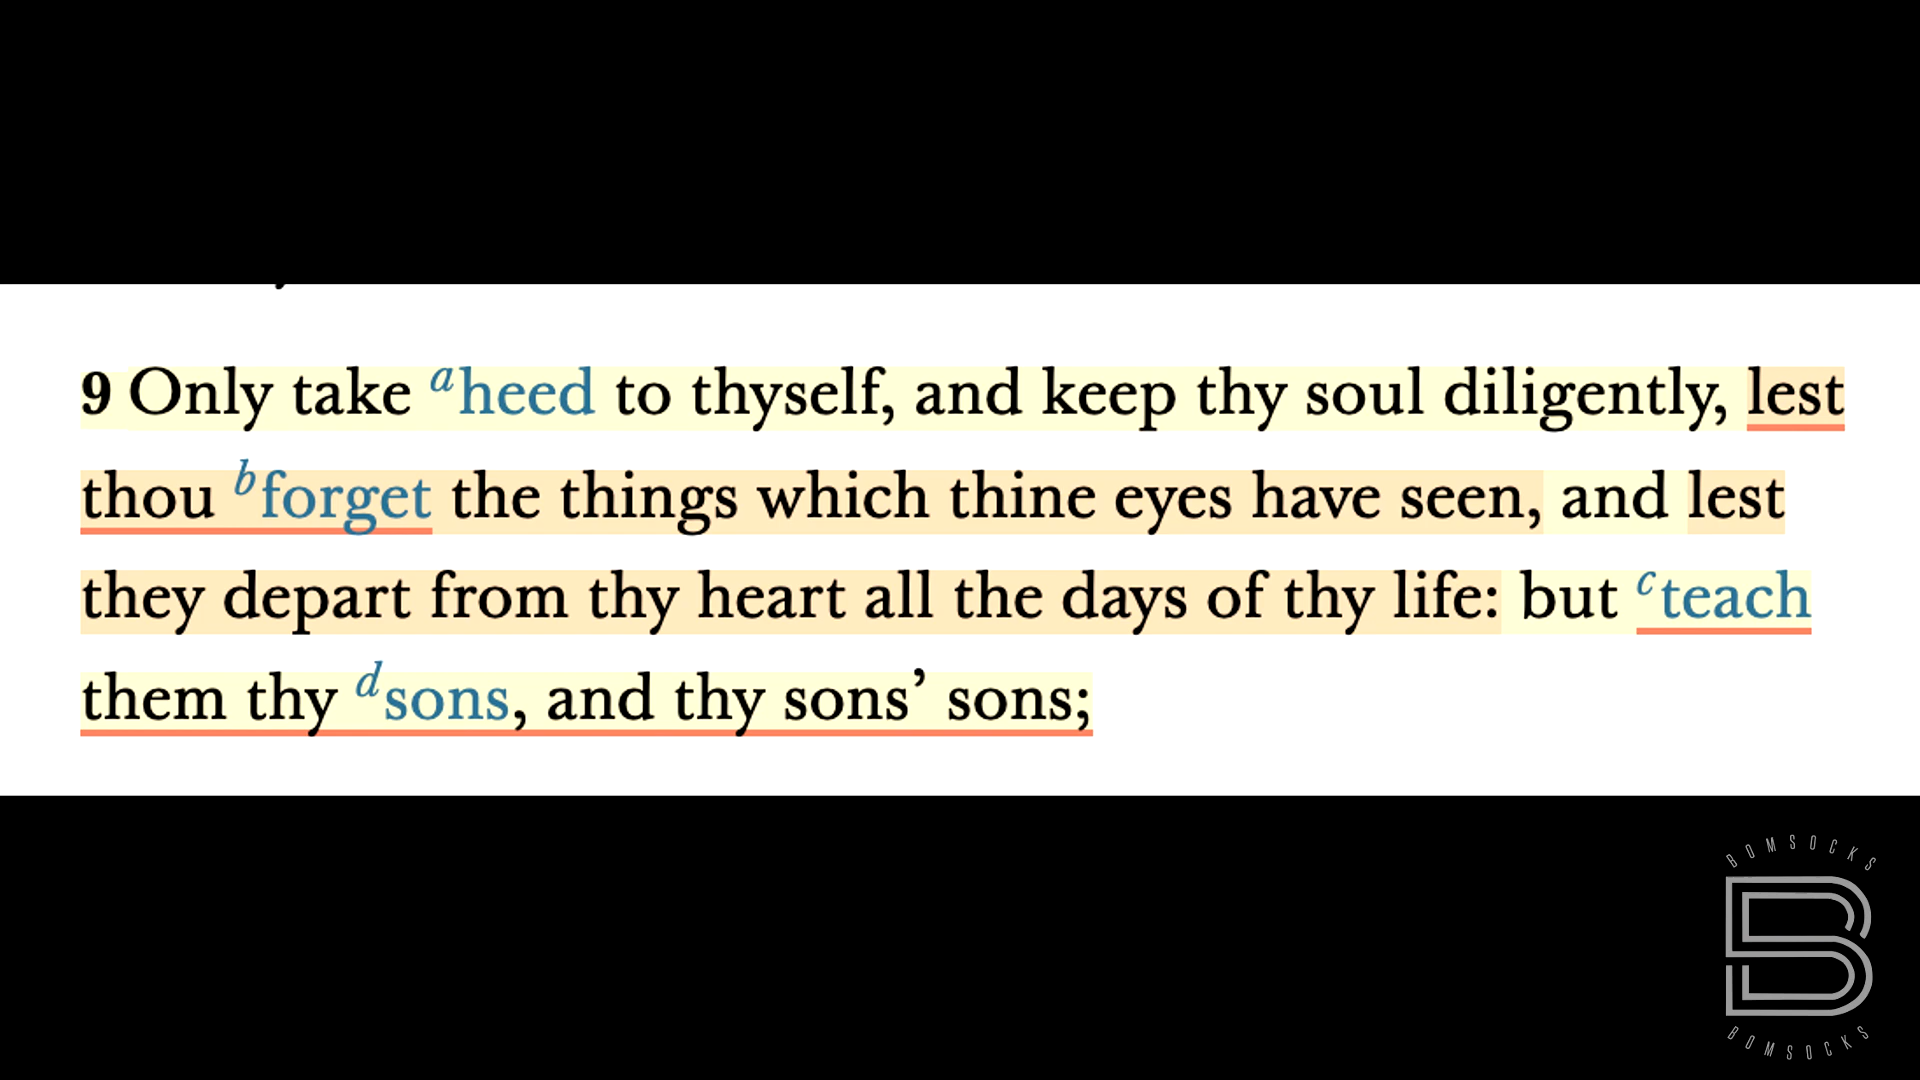 9 Only take aheed to thyself, and keep thy soul diligently, lest
thou bforget the things which thine eyes have seen, and lest
they depart from thy heart all the days of thy life: but cteach
them thy dsons, and thy sons’ sons;
BOMSOCKS
B
BOMSOCKS